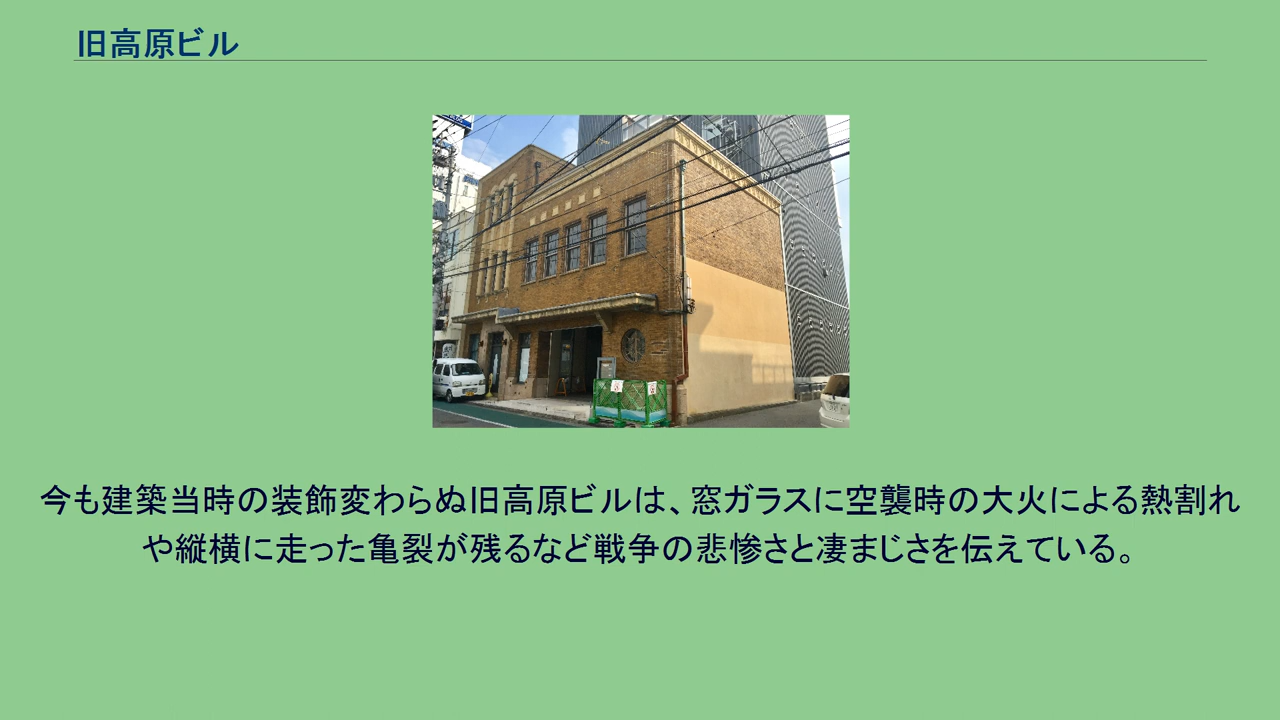 旧高原ビル
今も建築当時の装飾変わらぬ旧高原ビルは、窓ガラスに空襲時の大火による熱割れ
や縦横に走った亀裂が残るなど戦争の悲惨さと凄まじさを伝えている。